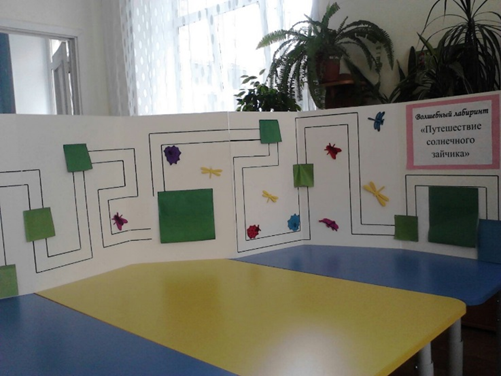 Волшебный лабиринт
«Путешествие
солнечного
зайчика»